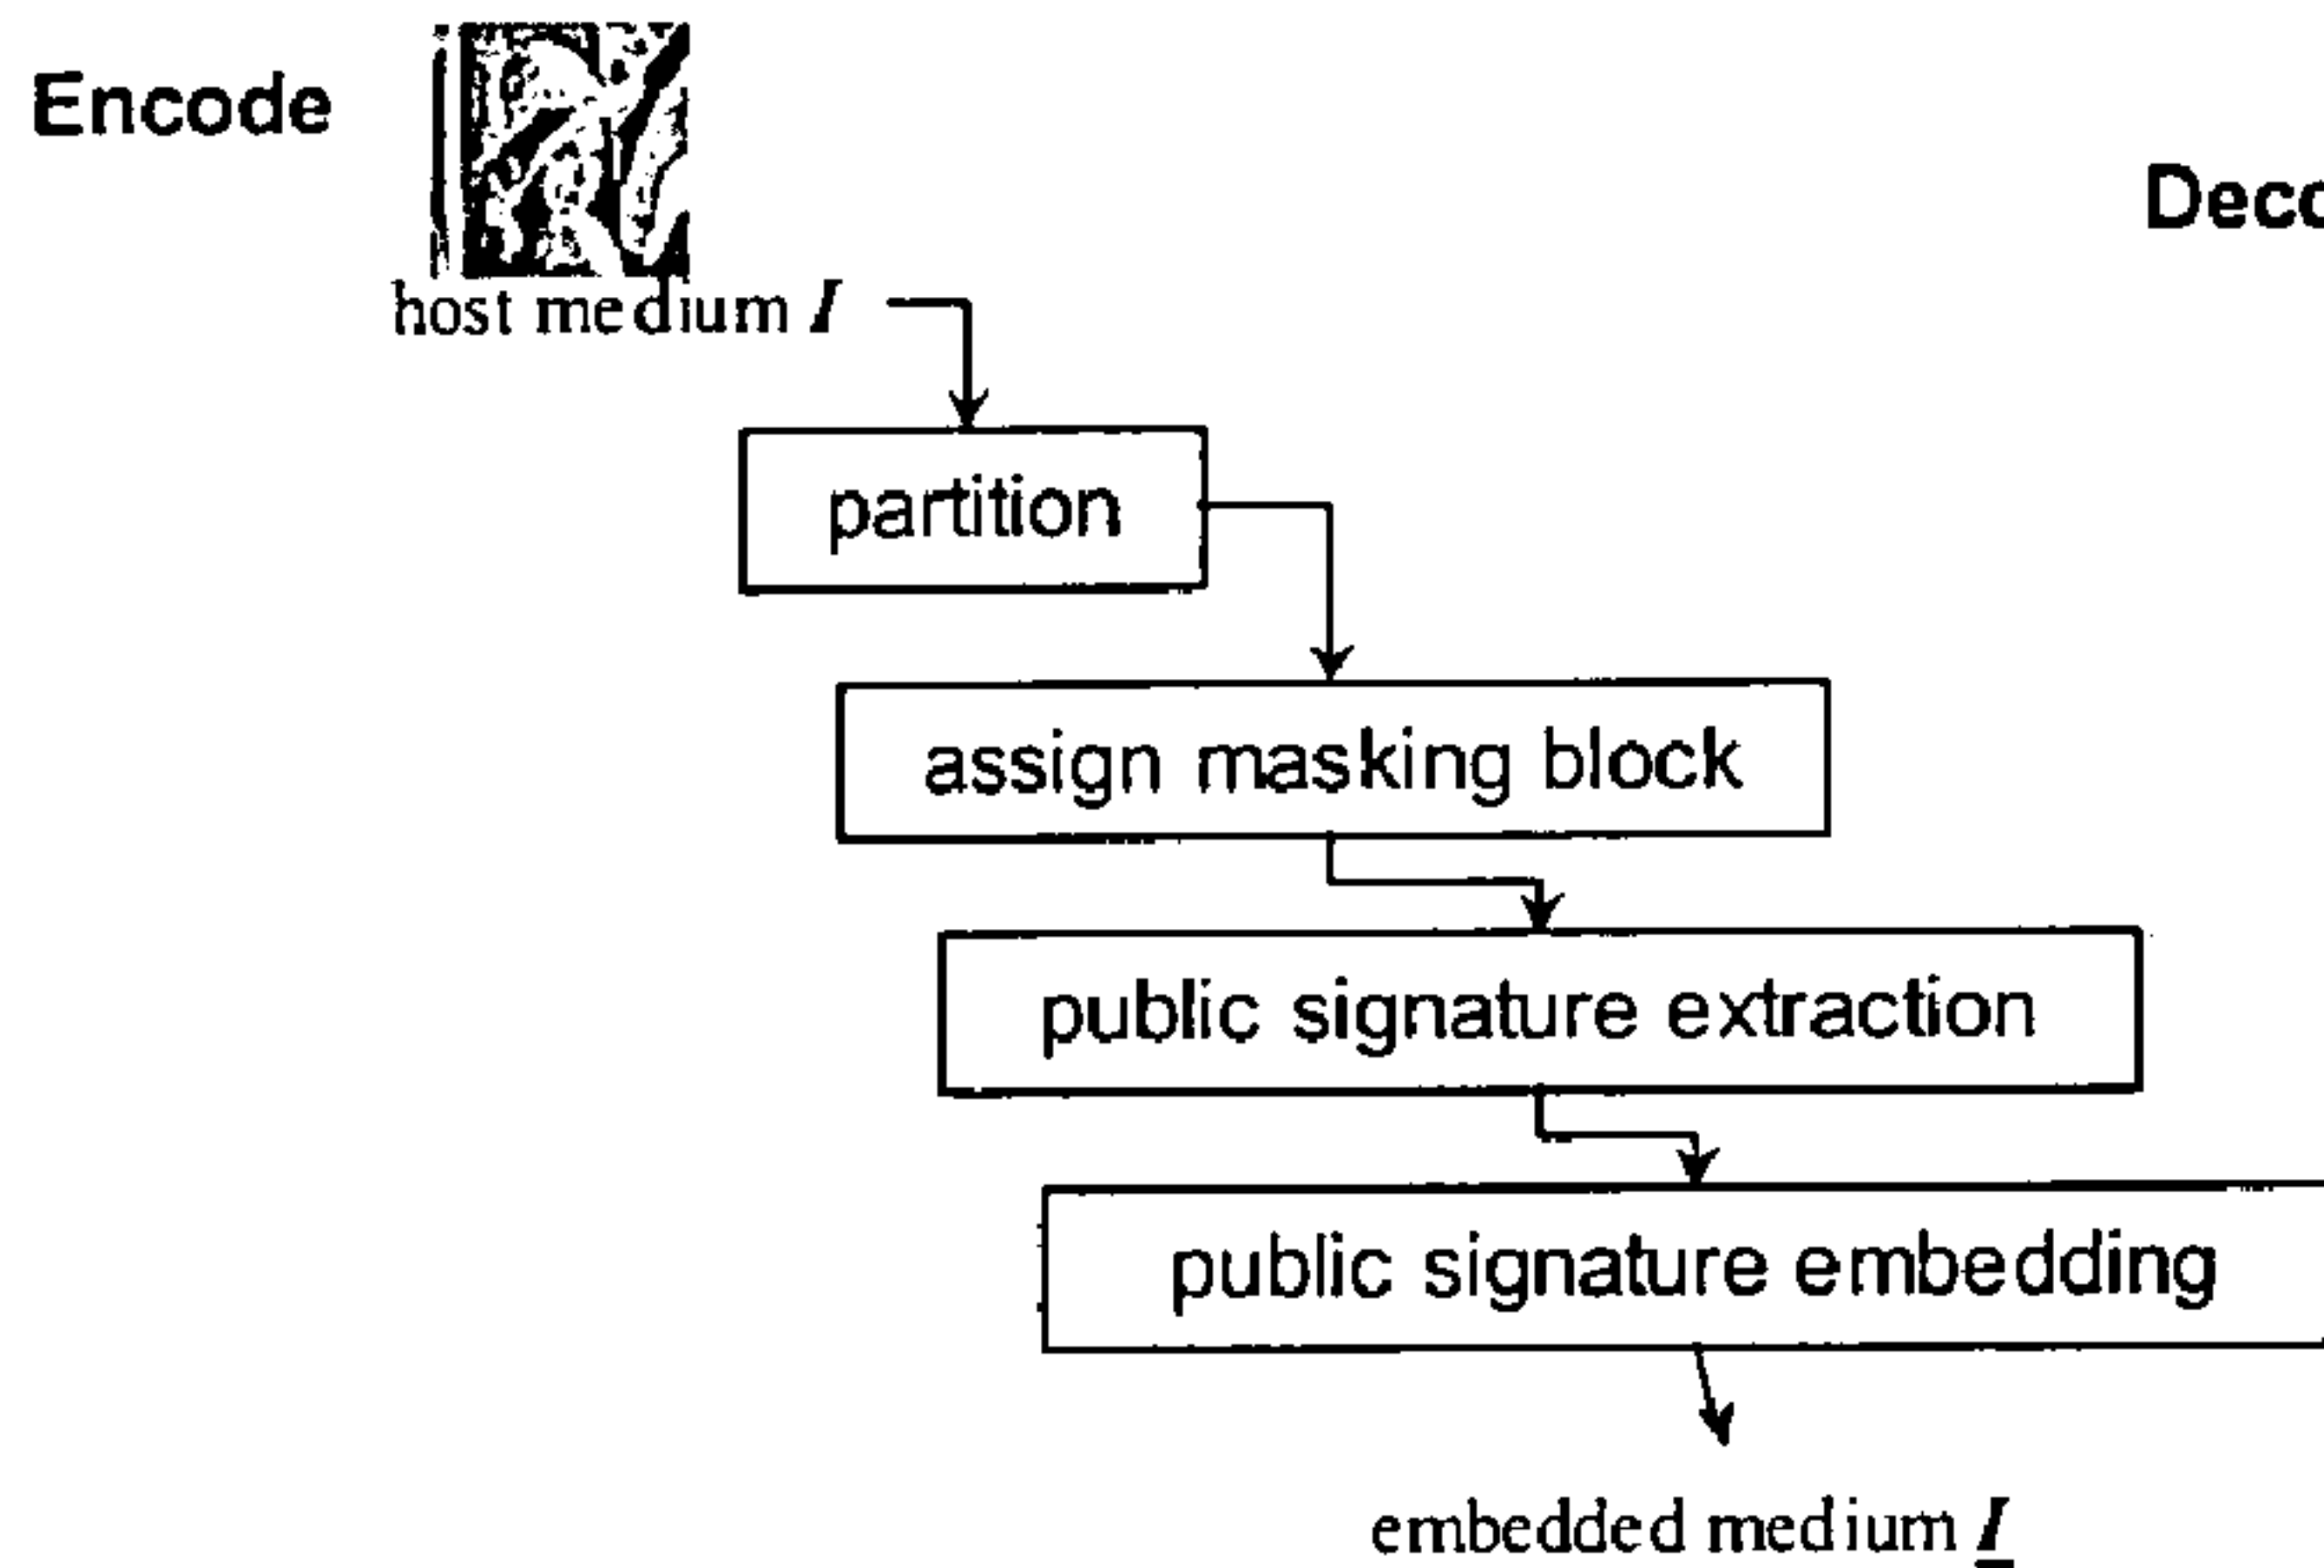 Encode
host medium I
partition
assign masking block
public signature extraction
public signature embedding
embedded medium I